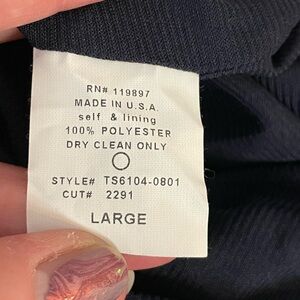 RN# 119897
MADE IN U.S.A.
self & lining
100% POLYESTER
DRY CLEAN ONLY
STYLE# TS6104-0801
CUT# 2291
LARGE